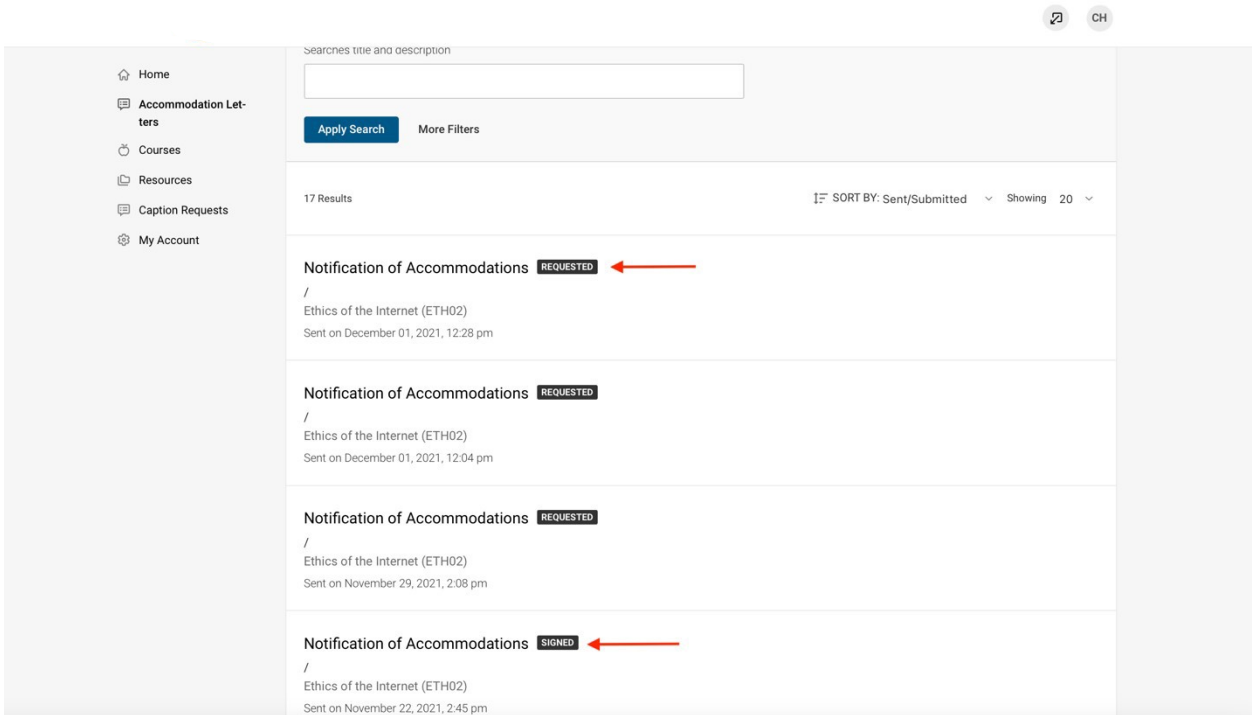 CH
Searches title and description
Home
Accommodation Let-
ters
Courses
Resources
Caption Requests
My Account
Apply Search More Filters
17 Results SORT BY: Sent/Submitted Showing 20
Notification of Accommodations REQUESTED
/
Ethics of the Internet (ETH02)
Sent on December 01, 2021, 12:28 pm
Notification of Accommodations REQUESTED
/
Ethics of the Internet (ETH02)
Sent on December 01, 2021, 12:04 pm
Notification of Accommodations REQUESTED
/
Ethics of the Internet (ETH02)
Sent on November 29, 2021, 2:08 pm
Notification of Accommodations SIGNED
/
Ethics of the Internet (ETH02)
Sent on November 22, 2021, 2:45 pm